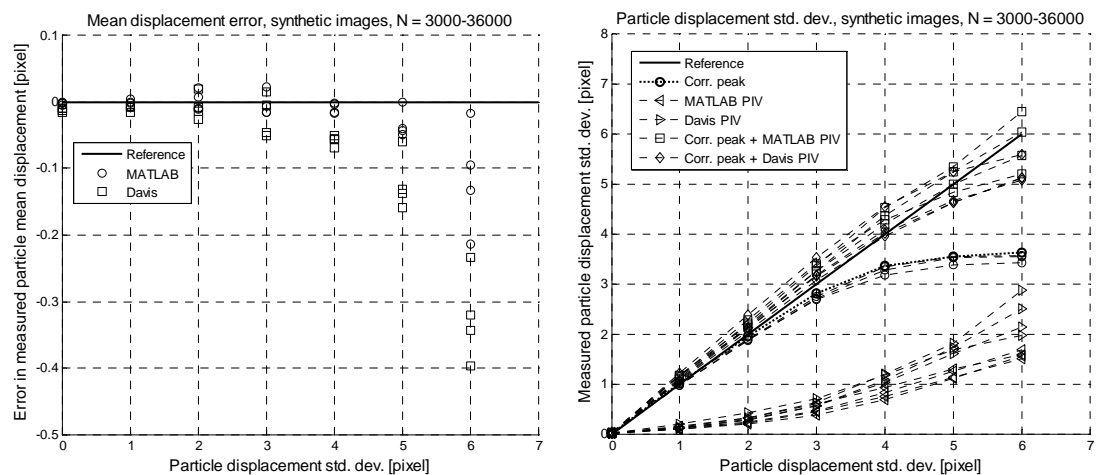 Mean displacement error, synthetic images, N = 3000-36000
0.1
0
-0.1
-0.2
-0.3
-0.4
-0.5
Error in measured particle mean displacement [pixel]
Reference
MATLAB
Davis
0 1 2 3 4 5 6 7
Particle displacement std. dev. [pixel]
Particle displacement std. dev., synthetic images, N = 3000-36000
8
7
6
5
4
3
2
1
0
Measured particle displacement std. dev. [pixel]
Reference
Corr. peak
MATLAB PIV
Davis PIV
Corr. peak + MATLAB PIV
Corr. peak + Davis PIV
0 1 2 3 4 5 6 7
Particle displacement std. dev. [pixel]